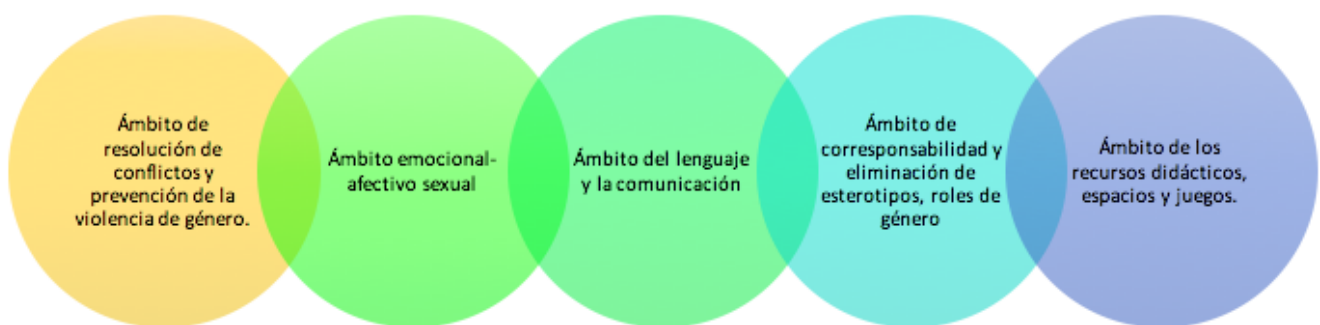 Ámbito de
resolución de
conflictos y
prevención de la
violencia de género.
Ámbito emocional-
afectivo sexual
Ámbito del lenguaje
y la comunicación
Ámbito de
corresponsabilidad y
eliminación de
esterotipos, roles de
género
Ámbito de los
recursos didácticos,
espacios y juegos.